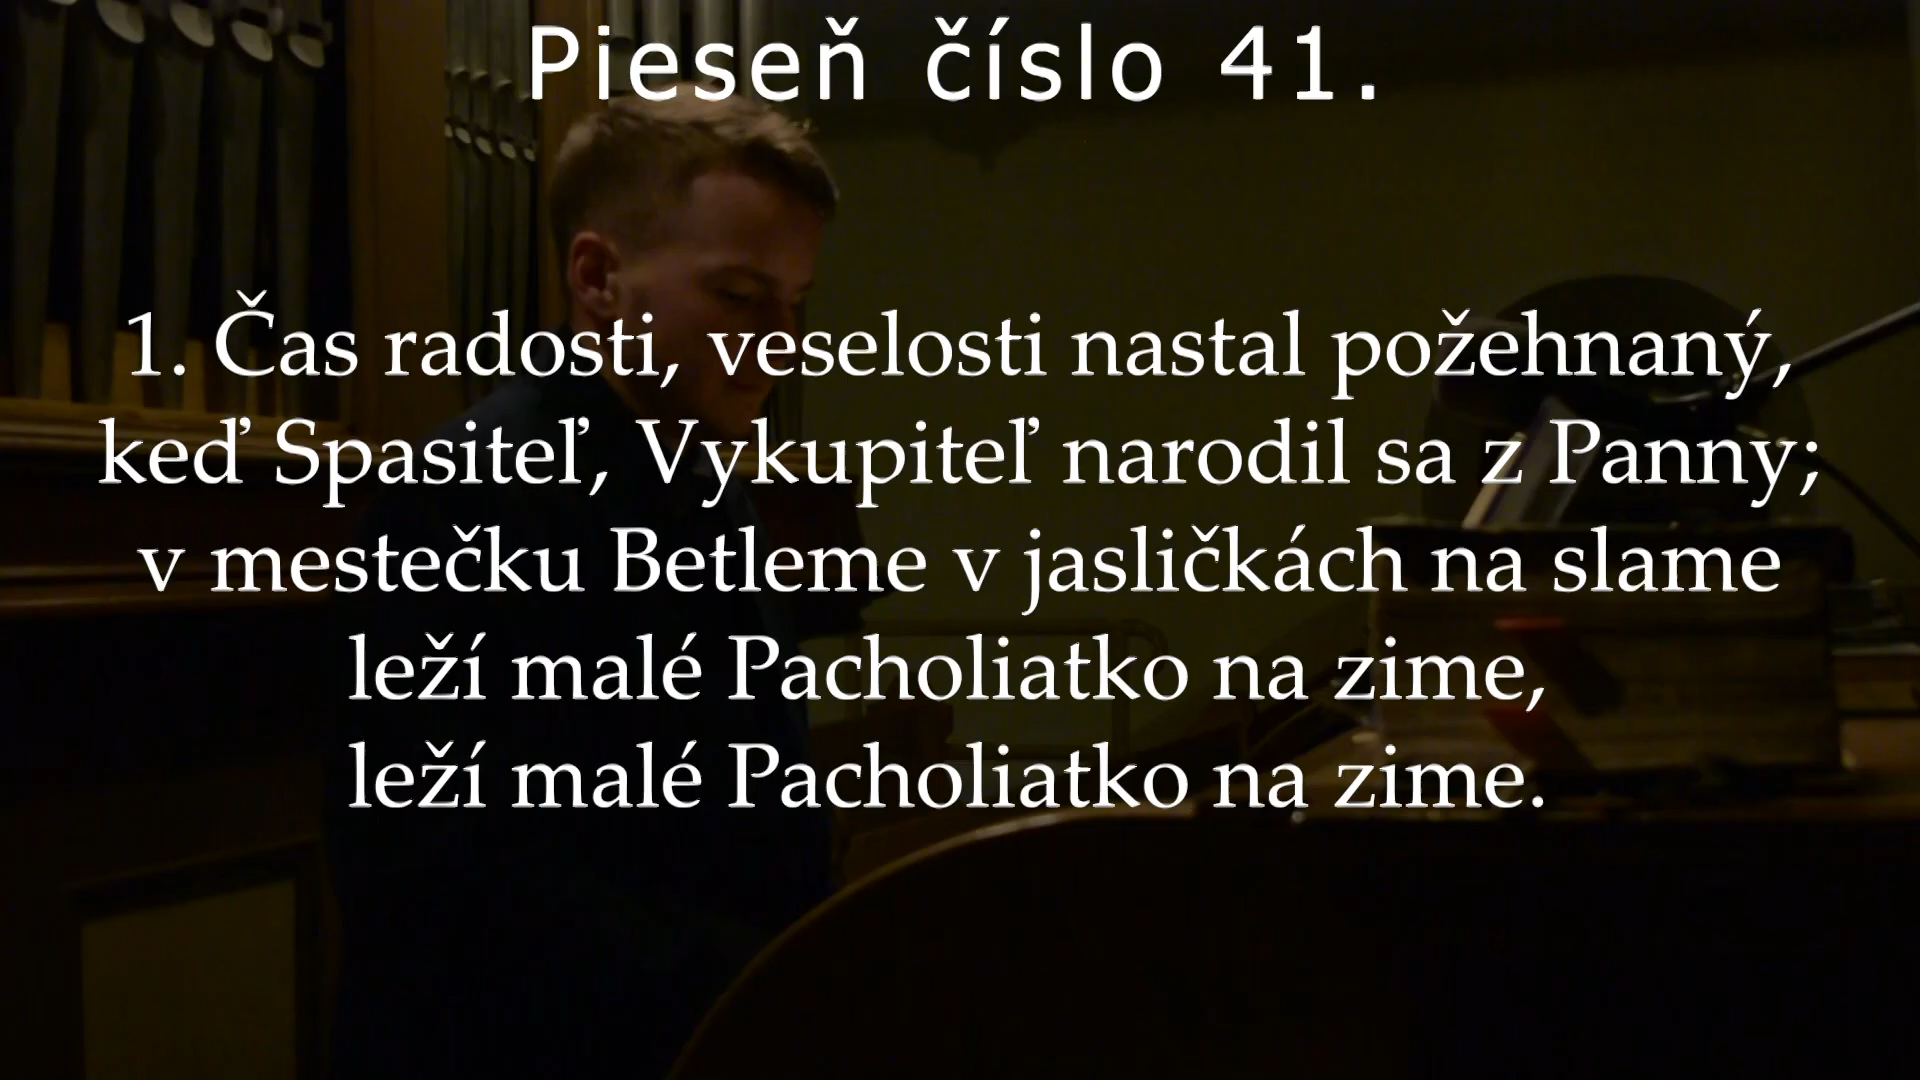 Pieseň číslo 41.
1. Čas radosti, veselosti nastal požehnaný,
keď Spasiteľ, Vykupiteľ narodil sa z Panny;
v mestečku Betleme v jasličkách na slame
leží malé Pacholiatko na zime,
leží malé Pacholiatko na zime.